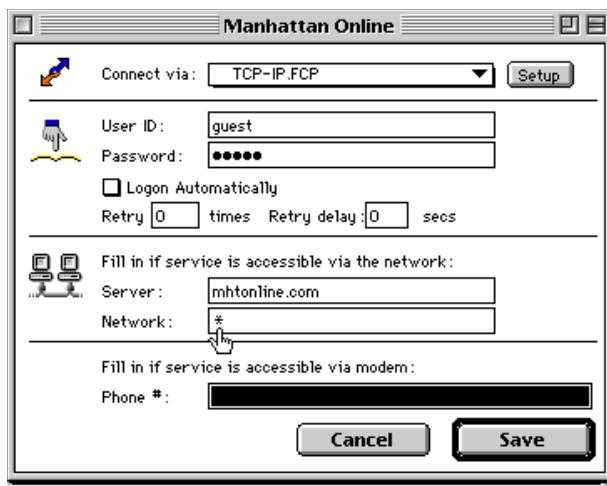 Manhattan Online
Connect via: TCP-IP.FCP Setup
User ID: guest
Password: •••••
Logon Automatically
Retry 0 times Retry delay: 0 secs
Fill in if service is accessible via the network:
Server: mhtonline.com
Network: *
Fill in if service is accessible via modem:
Phone #:
Cancel Save